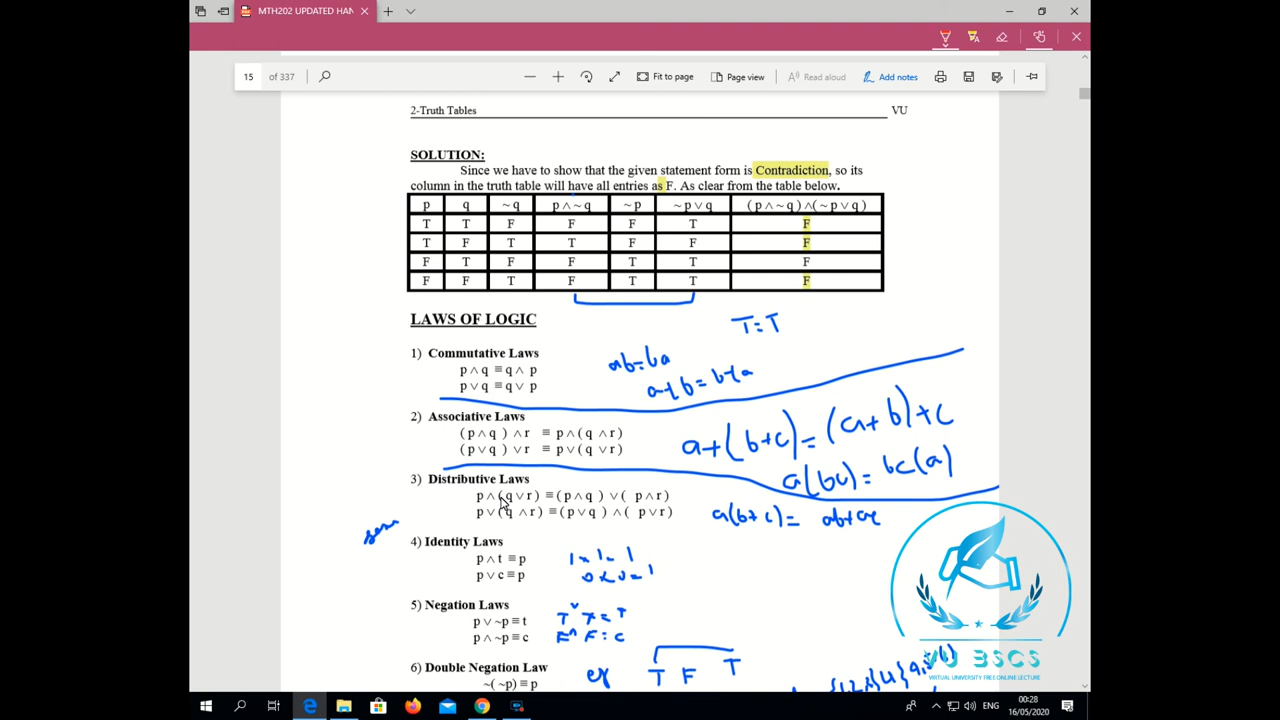 MTH202 UPDATED HAN
15 of 337
Fit to page
Page view
Read aloud
Add notes
2-Truth Tables VU
SOLUTION:
Since we have to show that the given statement form is Contradiction, so its
column in the truth table will have all entries as F. As clear from the table below.
p q ~q p∧~q ~p ~p∨q (p∧~q)∧(~p∨q)
T T F F F T F
T F T T F F F
F T F F T T F
F F T F T T F
T=T
LAWS OF LOGIC
1) Commutative Laws
p ∧ q ≡ q ∧ p
p ∨ q ≡ q ∨ p
ab=ba
a+b=b+a
2) Associative Laws
(p ∧ q) ∧ r ≡ p ∧ (q ∧ r)
(p ∨ q) ∨ r ≡ p ∨ (q ∨ r)
a+(b+c)=(a+b)+c
a(bc)=bc(a)
3) Distributive Laws
p ∧ (q ∨ r) ≡ (p ∧ q) ∨ (p ∧ r)
p ∨ (q ∧ r) ≡ (p ∨ q) ∧ (p ∨ r)
a(b+c)= ab+ac
4) Identity Laws
p ∧ t ≡ p
p ∨ c ≡ p
5) Negation Laws
p ∨ ~p ≡ t
p ∧ ~p ≡ c
6) Double Negation Law
~(~p) ≡ p
T F T
VU BSCS
VIRTUAL UNIVERSITY FREE ONLINE LECTURE
ENG
00:28
16/05/2020